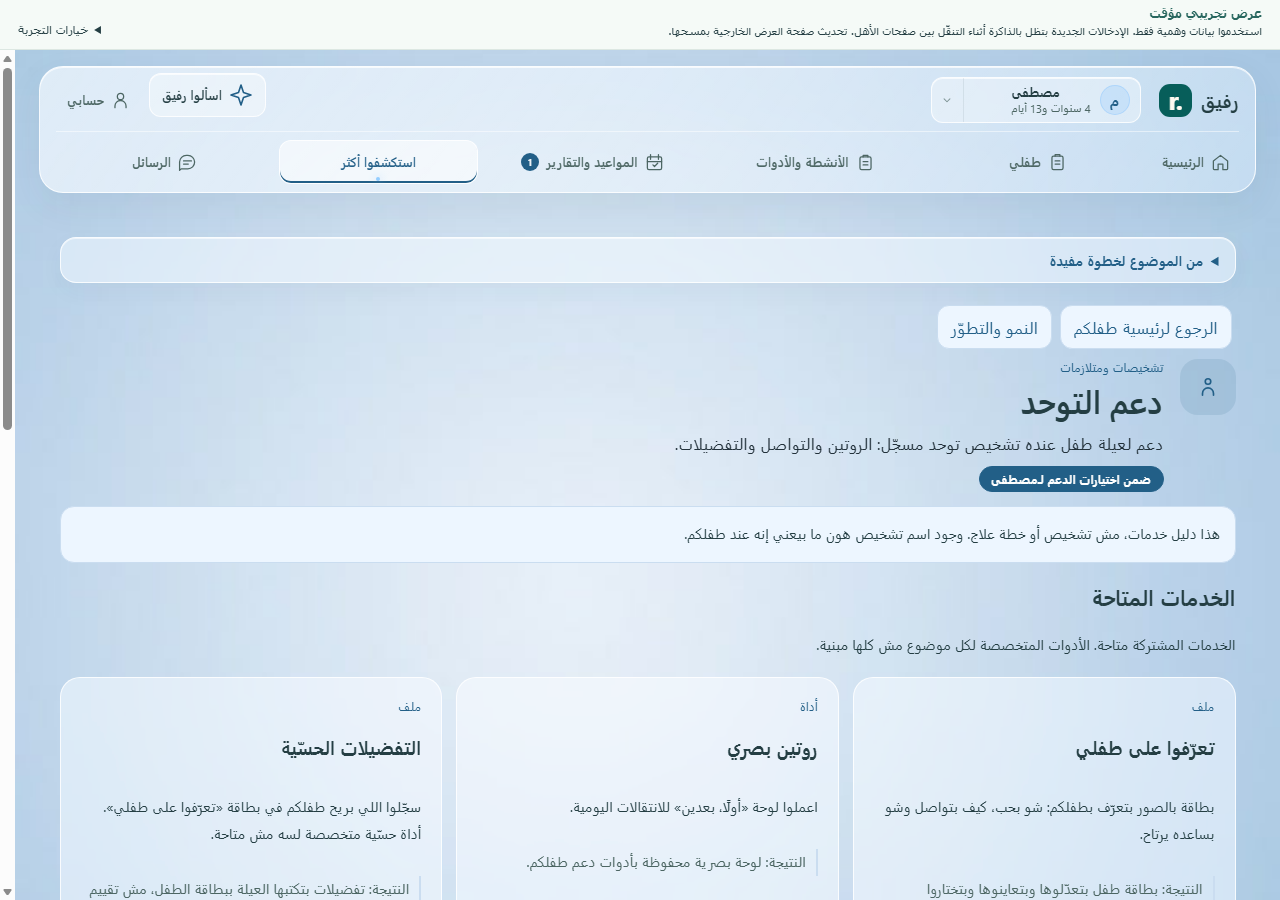 عرض تجريبي مؤقت
استخدموا بيانات وهمية فقط. الإدخالات الجديدة بتظل بالذاكرة أثناء التنقّل بين صفحات الأهل. تحديث صفحة العرض الخارجية بمسحها.
◀ خيارات التجربة
رفيق
r.
م
مصطفى
4 سنوات و13 أيام
اسألوا رفيق
حسابي
الرئيسية
طفلي
الأنشطة والأدوات
المواعيد والتقارير 1
استكشفوا أكثر
الرسائل
◀ من الموضوع لخطوة مفيدة
الرجوع لرئيسية طفلكم
النمو والتطوّر
تشخيصات ومتلازمات
دعم التوحد
دعم لعيلة طفل عنده تشخيص توحد مسجّل: الروتين والتواصل والتفضيلات.
ضمن اختيارات الدعم لـمصطفى
هذا دليل خدمات، مش تشخيص أو خطة علاج. وجود اسم تشخيص هون ما بيعني إنه عند طفلكم.
الخدمات المتاحة
الخدمات المشتركة متاحة. الأدوات المتخصصة لكل موضوع مش كلها مبنية.
ملف
تعرّفوا على طفلي
بطاقة بالصور بتعرّف بطفلكم: شو بحب، كيف بتواصل وشو
بساعده يرتاح.
النتيجة: بطاقة طفل بتعدّلوها وبتعاينوها وبتختاروا
أداة
روتين بصري
اعملوا لوحة «أولًا، بعدين» للانتقالات اليومية.
النتيجة: لوحة بصرية محفوظة بأدوات دعم طفلكم.
ملف
التفضيلات الحسّية
سجّلوا اللي بريح طفلكم في بطاقة «تعرّفوا على طفلي».
أداة حسّية متخصصة لسه مش متاحة.
النتيجة: تفضيلات بتكتبها العيلة ببطاقة الطفل، مش تقييم